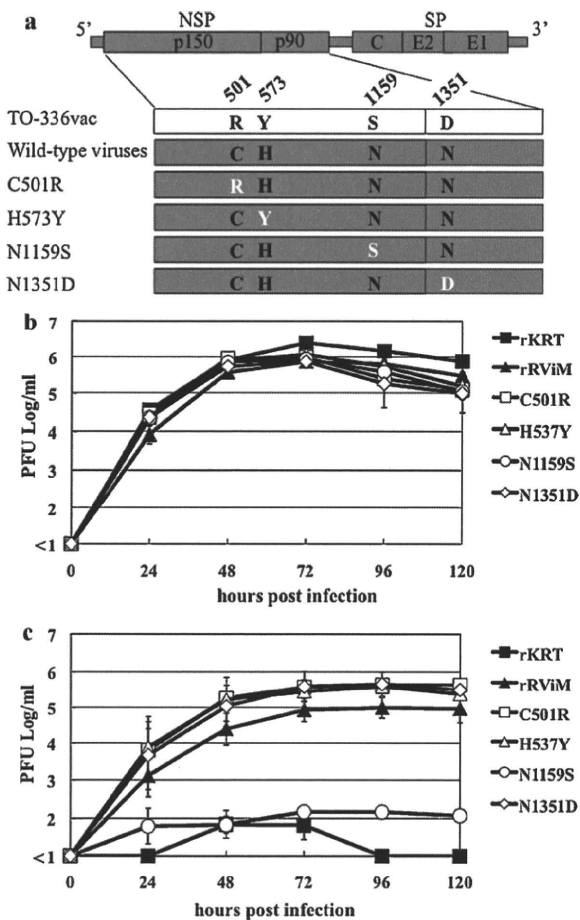 a
5’ NSP SP 3’
p150 p90 C E2 E1
501 573 1159 1351
TO-336vac R Y S D
Wild-type viruses C H N N
C501R R H N N
H573Y C Y N N
N1159S C H S N
N1351D C H N D
b
PFU Log/ml
7
6
5
4
3
2
<1
0 24 48 72 96 120
hours post infection
rKRT
rRViM
C501R
H537Y
N1159S
N1351D
c
PFU Log/ml
7
6
5
4
3
2
<1
0 24 48 72 96 120
hours post infection
rKRT
rRViM
C501R
H537Y
N1159S
N1351D